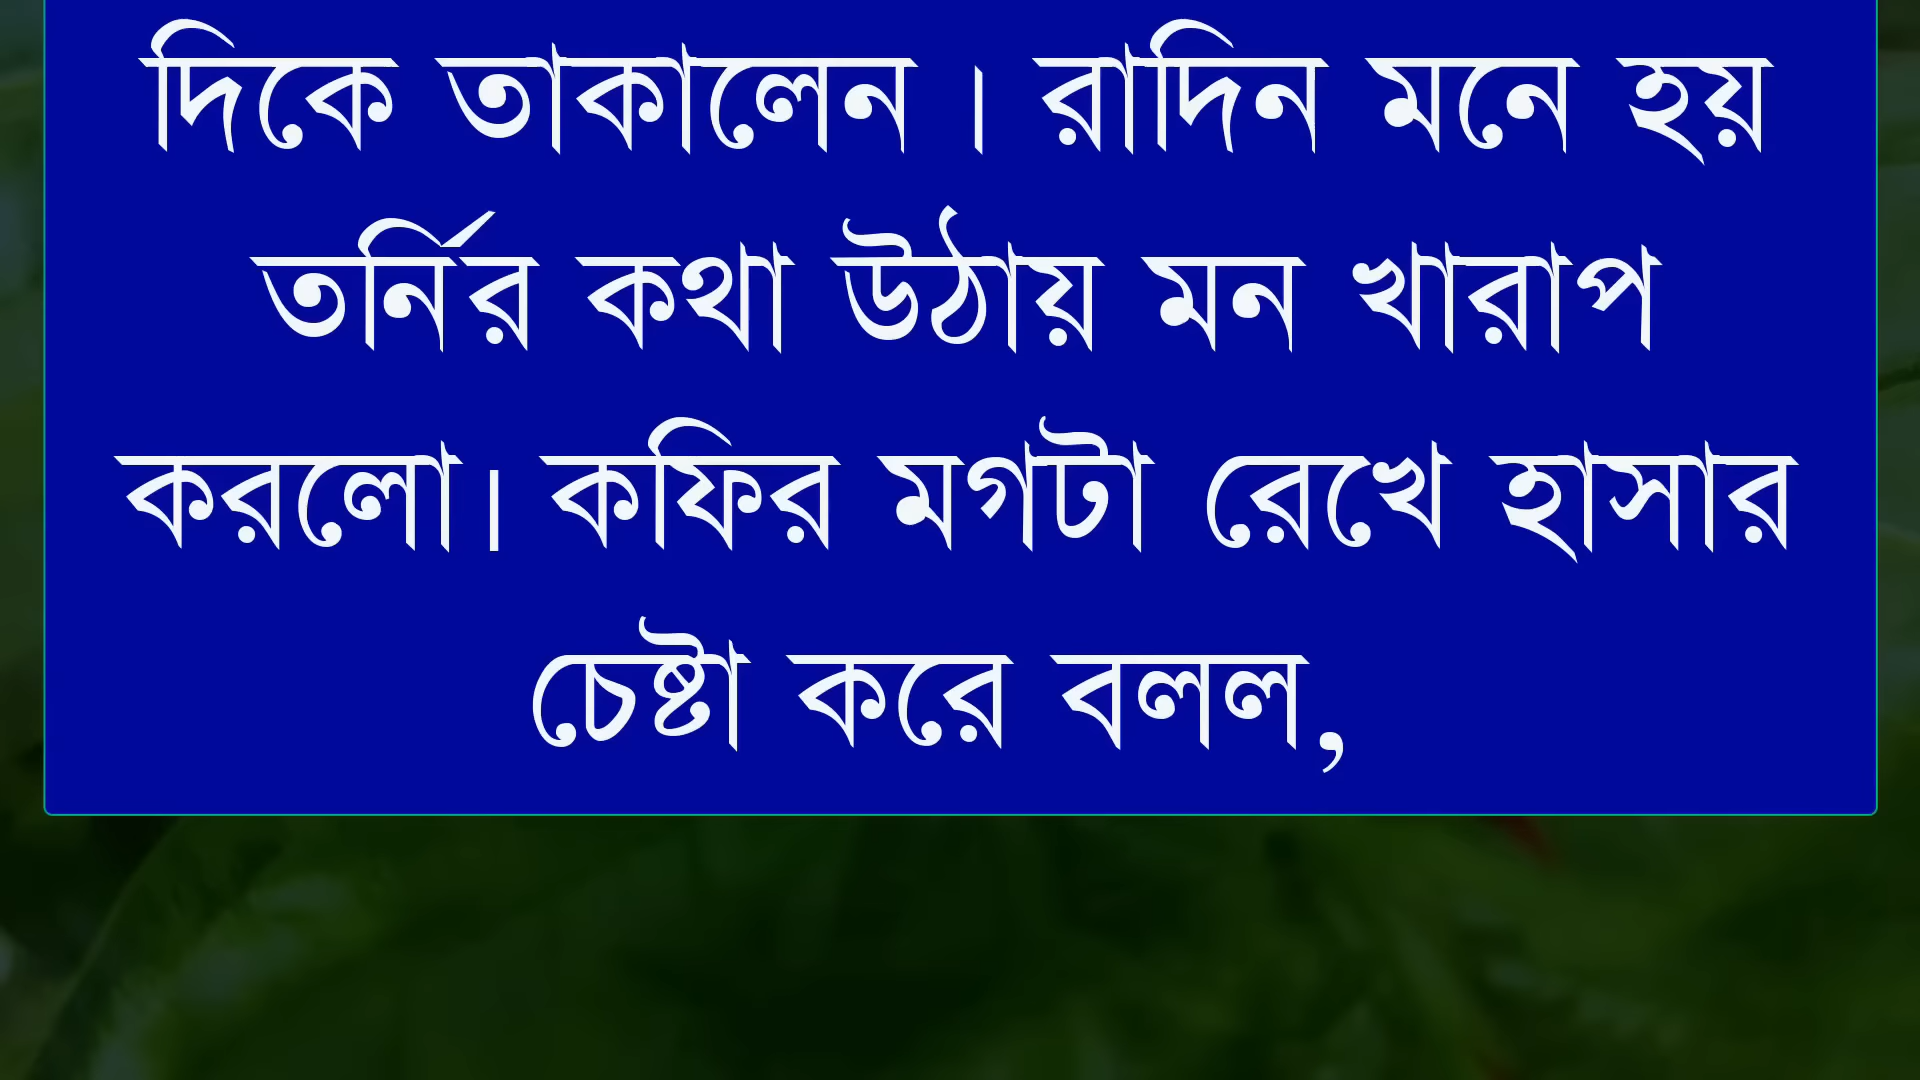 দিকে তাকালেন । রাদিন মনে হয়
তর্নির কথা উঠায় মন খারাপ
করলো। কফির মগটা রেখে হাসার
চেষ্টা করে বলল,